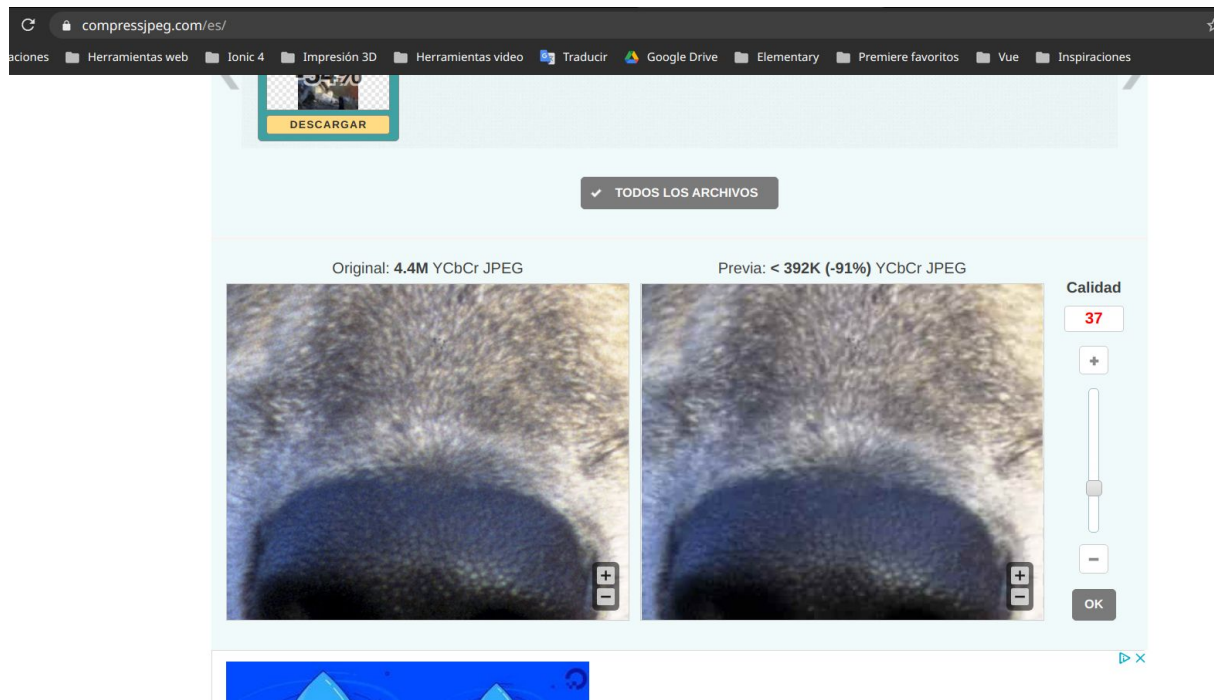 compressjpeg.com/es/
aciones Herramientas web Ionic 4 Impresión 3D Herramientas video Traducir Google Drive Elementary Premiere favoritos Vue Inspiraciones
-54%
DESCARGAR
TODOS LOS ARCHIVOS
Original: 4.4M YCbCr JPEG
Previa: < 392K (-91%) YCbCr JPEG
Calidad
37
+
-
+
-
+
-
OK